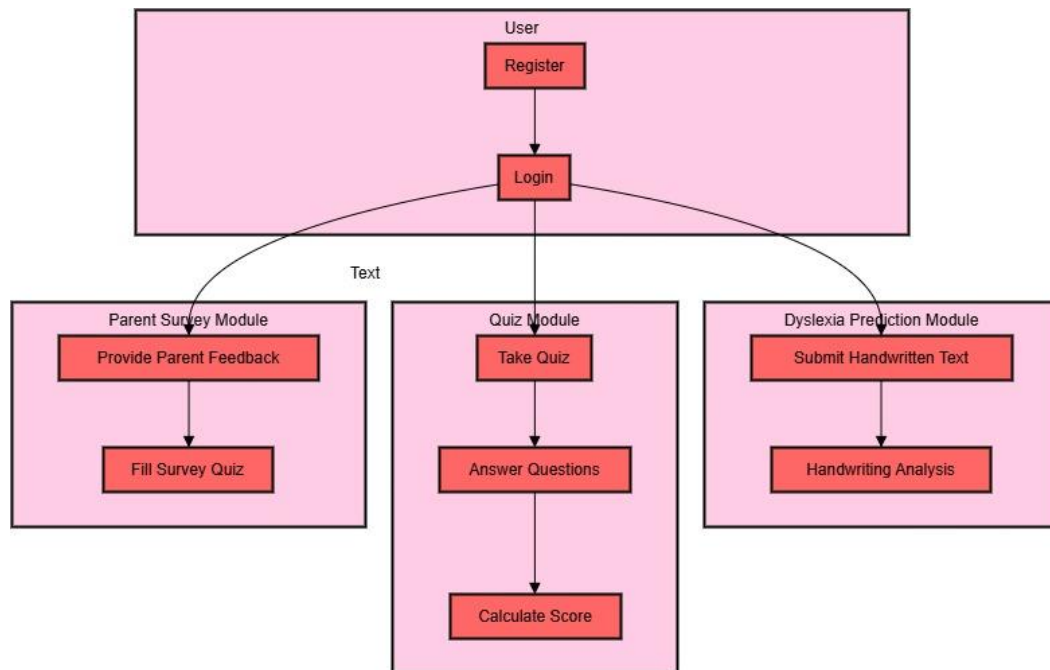 User
Register
Login
Text
Parent Survey Module
Provide Parent Feedback
Fill Survey Quiz
Quiz Module
Take Quiz
Answer Questions
Calculate Score
Dyslexia Prediction Module
Submit Handwritten Text
Handwriting Analysis